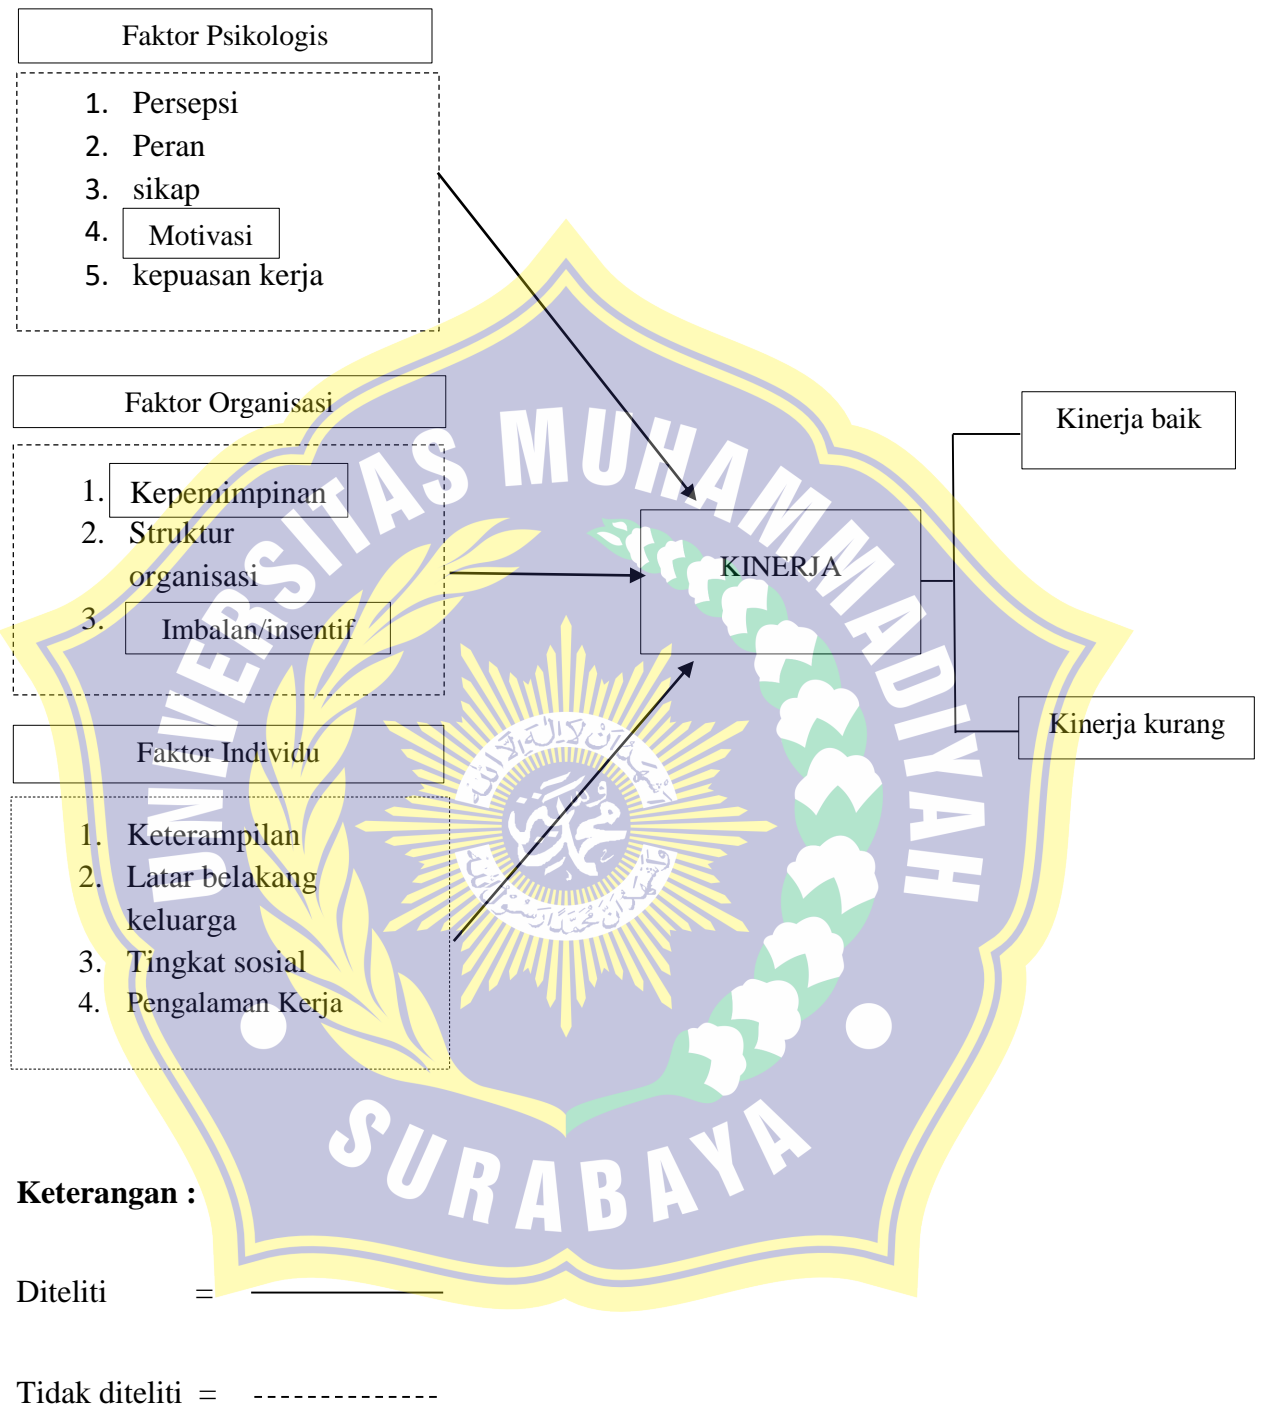 Faktor Psikologis
1. Persepsi
2. Peran
3. sikap
4. Motivasi
5. kepuasan kerja
Faktor Organisasi
1. Kepemimpinan
2. Struktur
organisasi
3. Imbalan/insentif
Faktor Individu
1. Keterampilan
2. Latar belakang
keluarga
3. Tingkat sosial
4. Pengalaman Kerja
KINERJA
Kinerja baik
Kinerja kurang
UNIVERSITAS MUHAMMADIYAH
SURABAYA
Keterangan :
Diteliti =
Tidak diteliti =